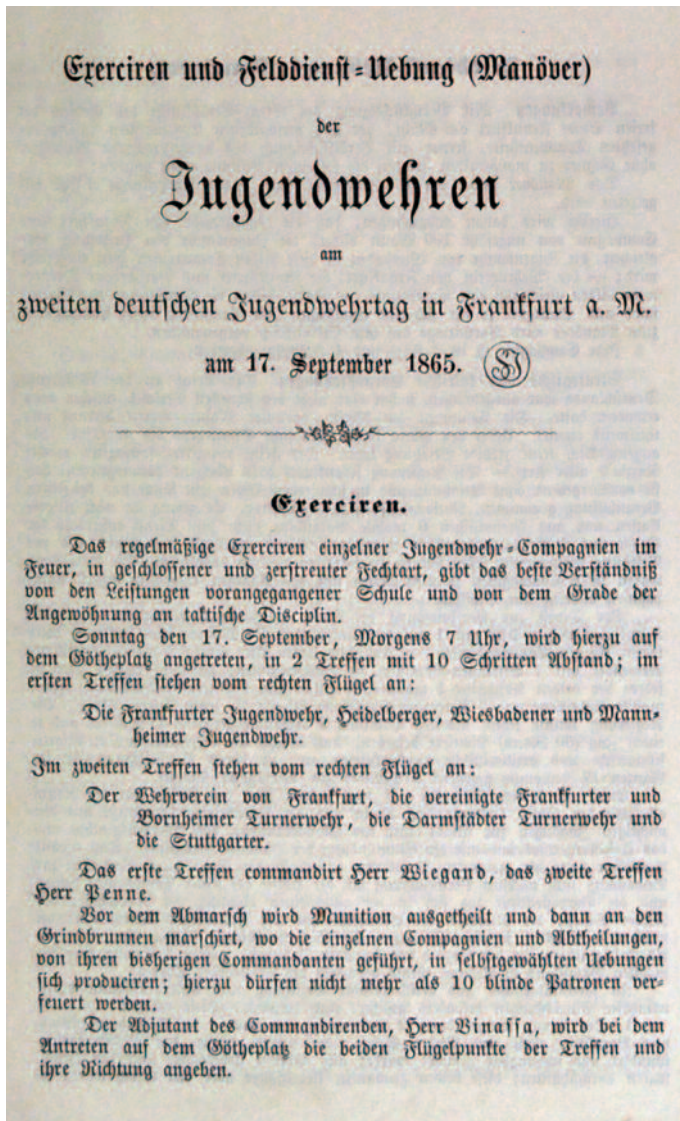 Exerciren und Felddienst-Uebung (Manöver)
der
Jugendwehren
am
zweiten deutschen Jugendwehrtag in Frankfurt a. M.
am 17. September 1865.
Exerciren.
Das regelmäßige Exerciren einzelner Jugendwehr-Compagnien im
Feuer, in geschlossener und zerstreuter Fechtart, gibt das beste Verständniß
von den Leistungen vorangegangener Schule und von dem Grade der
Angewöhnung an taktische Disciplin.
Sonntag den 17. September, Morgens 7 Uhr, wird hierzu auf
dem Götheplatz angetreten, in 2 Treffen mit 10 Schritten Abstand; im
ersten Treffen stehen vom rechten Flügel an:
Die Frankfurter Jugendwehr, Heidelberger, Wiesbadener und Mann-
heimer Jugendwehr.
Im zweiten Treffen stehen vom rechten Flügel an:
Der Wehrverein von Frankfurt, die vereinigte Frankfurter und
Bornheimer Turnerwehr, die Darmstädter Turnerwehr und
die Stuttgarter.
Das erste Treffen commandirt Herr Wiegand, das zweite Treffen
Herr Penne.
Vor dem Abmarsch wird Munition ausgetheilt und dann an den
Grindbrunnen marschirt, wo die einzelnen Compagnien und Abtheilungen,
von ihren bisherigen Commandanten geführt, in selbstgewählten Uebungen
sich produciren; hierzu dürfen nicht mehr als 10 blinde Patronen ver-
feuert werden.
Der Adjutant des Commandirenden, Herr Vinassa, wird bei dem
Antreten auf dem Götheplatz die beiden Flügelpunkte der Treffen und
ihre Richtung angeben.